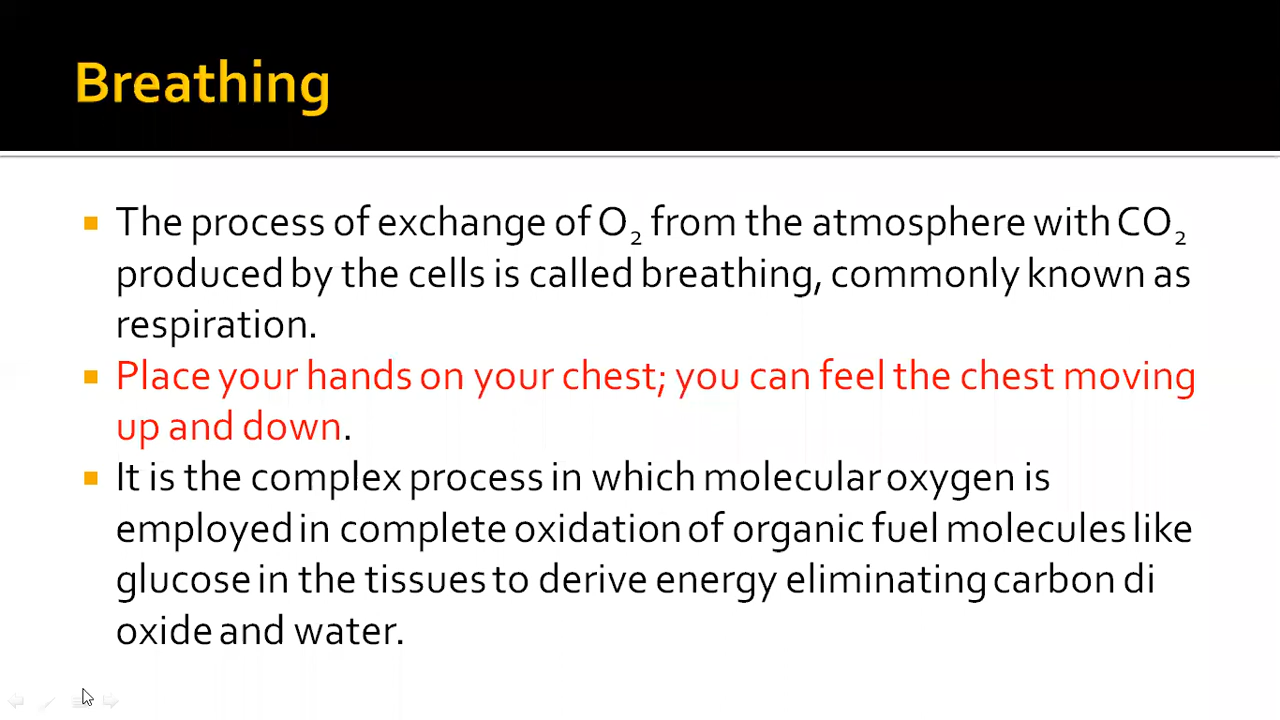 Breathing
The process of exchange of O₂ from the atmosphere with CO₂
produced by the cells is called breathing, commonly known as
respiration.
Place your hands on your chest; you can feel the chest moving
up and down.
It is the complex process in which molecular oxygen is
employed in complete oxidation of organic fuel molecules like
glucose in the tissues to derive energy eliminating carbon di
oxide and water.